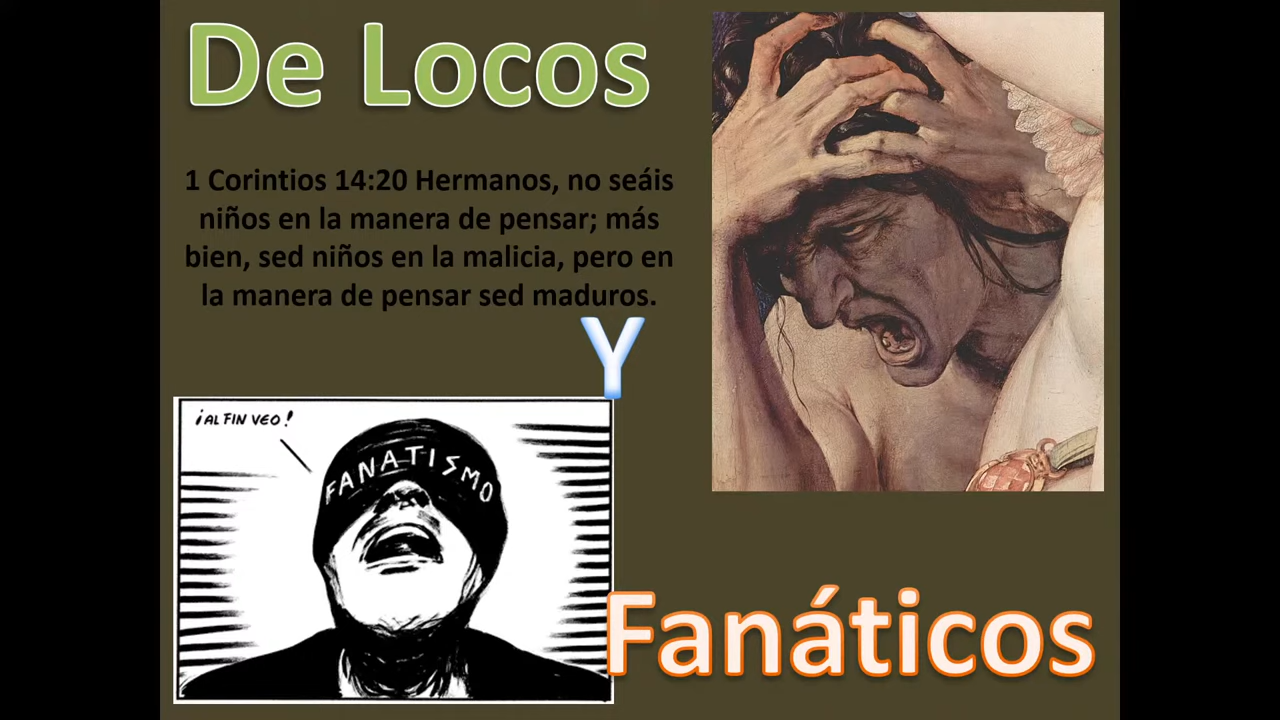 De Locos
1 Corintios 14:20 Hermanos, no seáis
niños en la manera de pensar; más
bien, sed niños en la malicia, pero en
la manera de pensar sed maduros.
Y
¡AL FIN VEO!
FANATISMO
Fanáticos